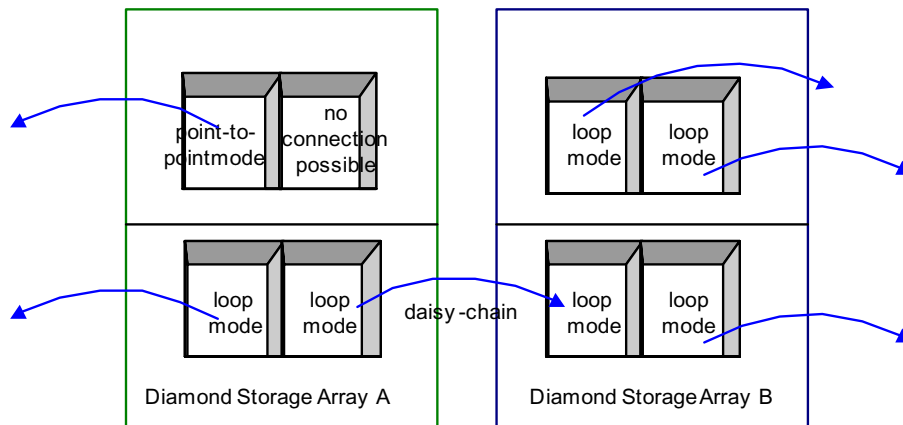 point-to-
pointmode
no
connection
possible
loop
mode
loop
mode
loop
mode
loop
mode
daisy-chain
loop
mode
loop
mode
Diamond Storage Array A
Diamond Storage Array B